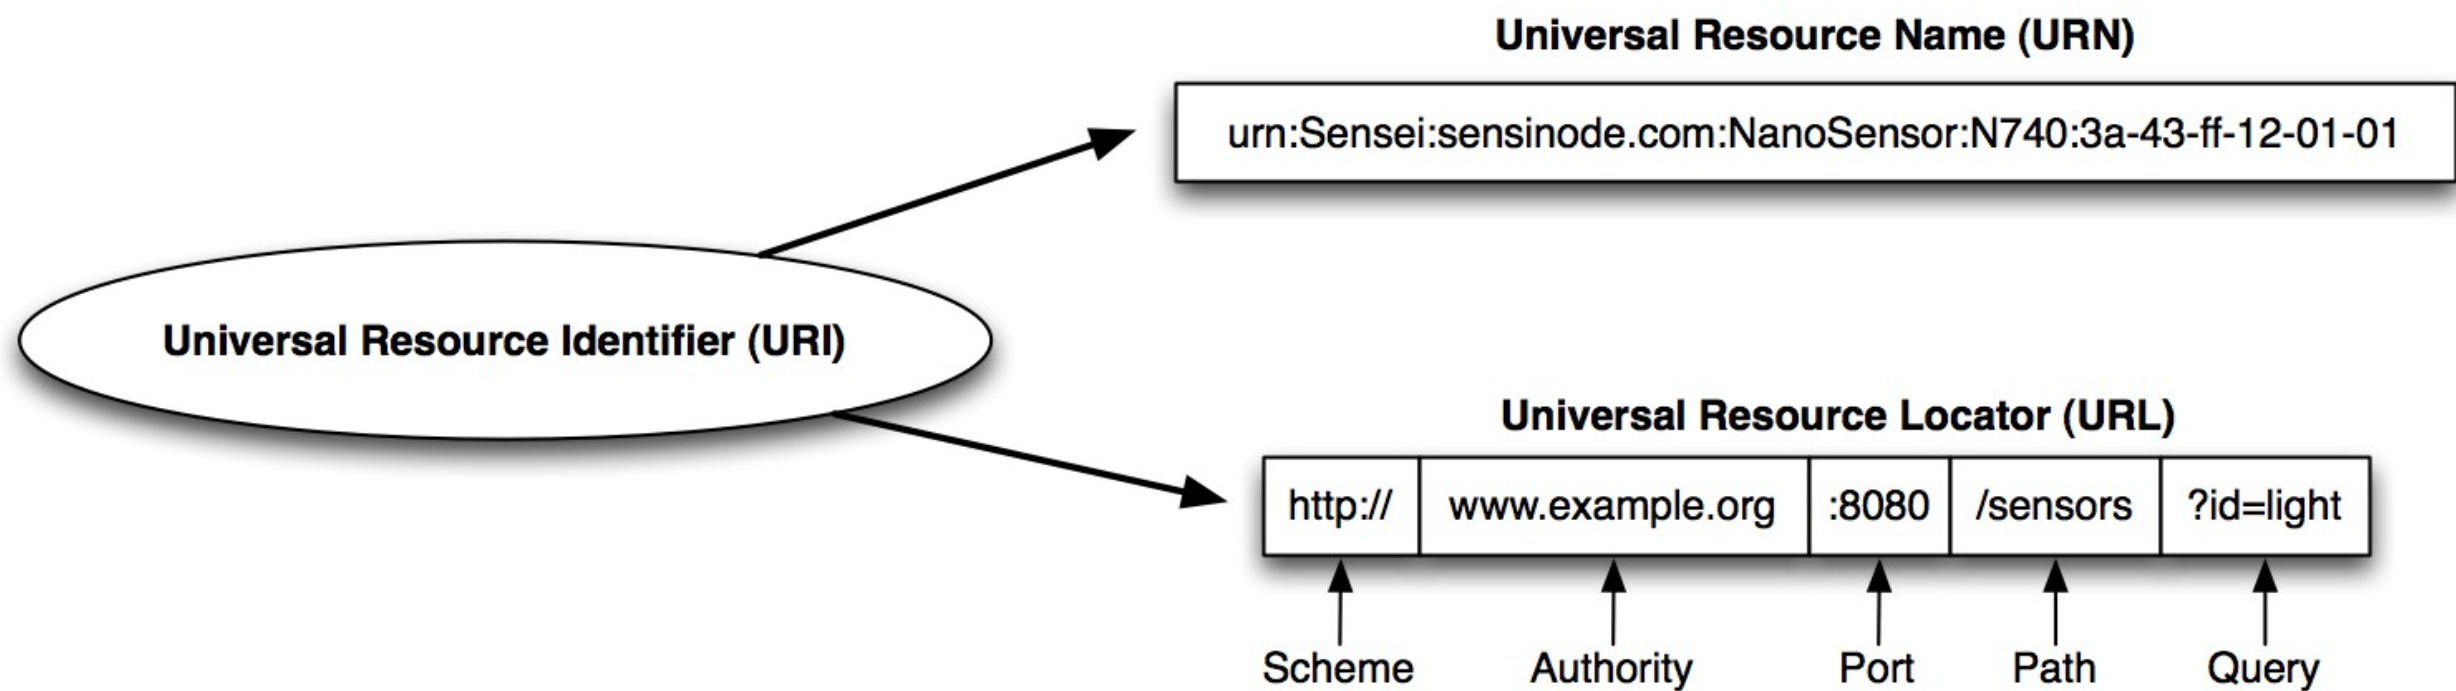 Universal Resource Name (URN)
urn:Sensei:sensinode.com:NanoSensor:N740:3a-43-ff-12-01-01
Universal Resource Identifier (URI)
Universal Resource Locator (URL)
http:// www.example.org :8080 /sensors ?id=light
Scheme Authority Port Path Query